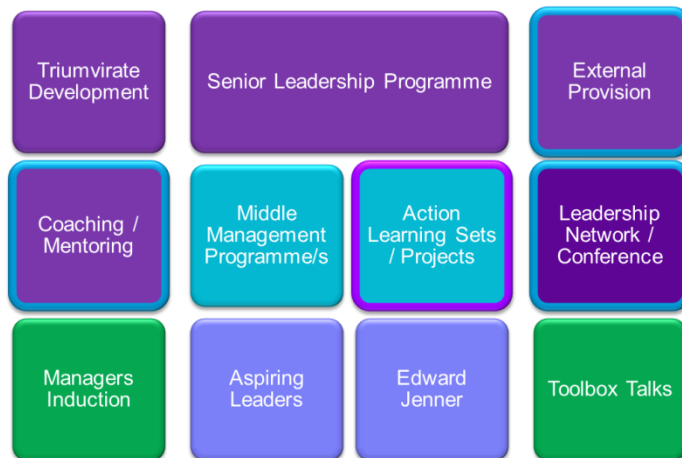 Triumvirate
Development
Senior Leadership Programme
External
Provision
Coaching /
Mentoring
Middle
Management
Programme/s
Action
Learning Sets
/ Projects
Leadership
Network /
Conference
Managers
Induction
Aspiring
Leaders
Edward
Jenner
Toolbox Talks